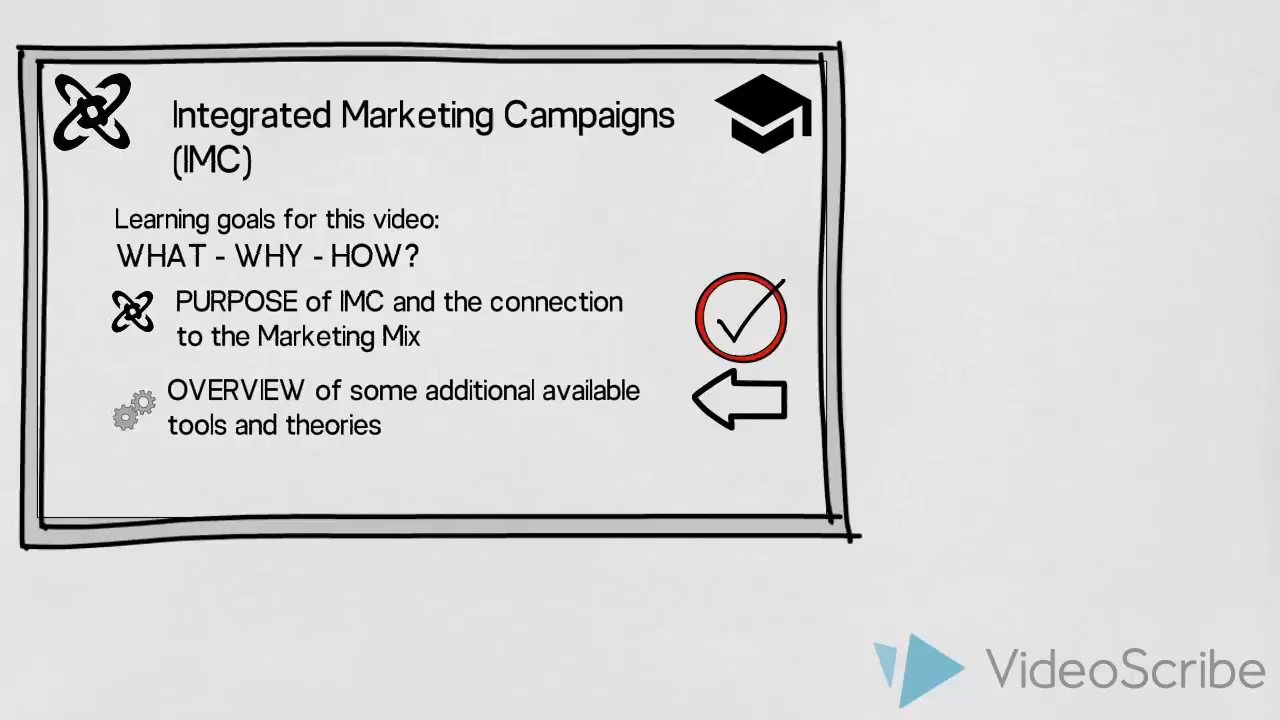 Integrated Marketing Campaigns
(IMC)
Learning goals for this video:
WHAT - WHY - HOW?
PURPOSE of IMC and the connection
to the Marketing Mix
OVERVIEW of some additional available
tools and theories
VideoScribe